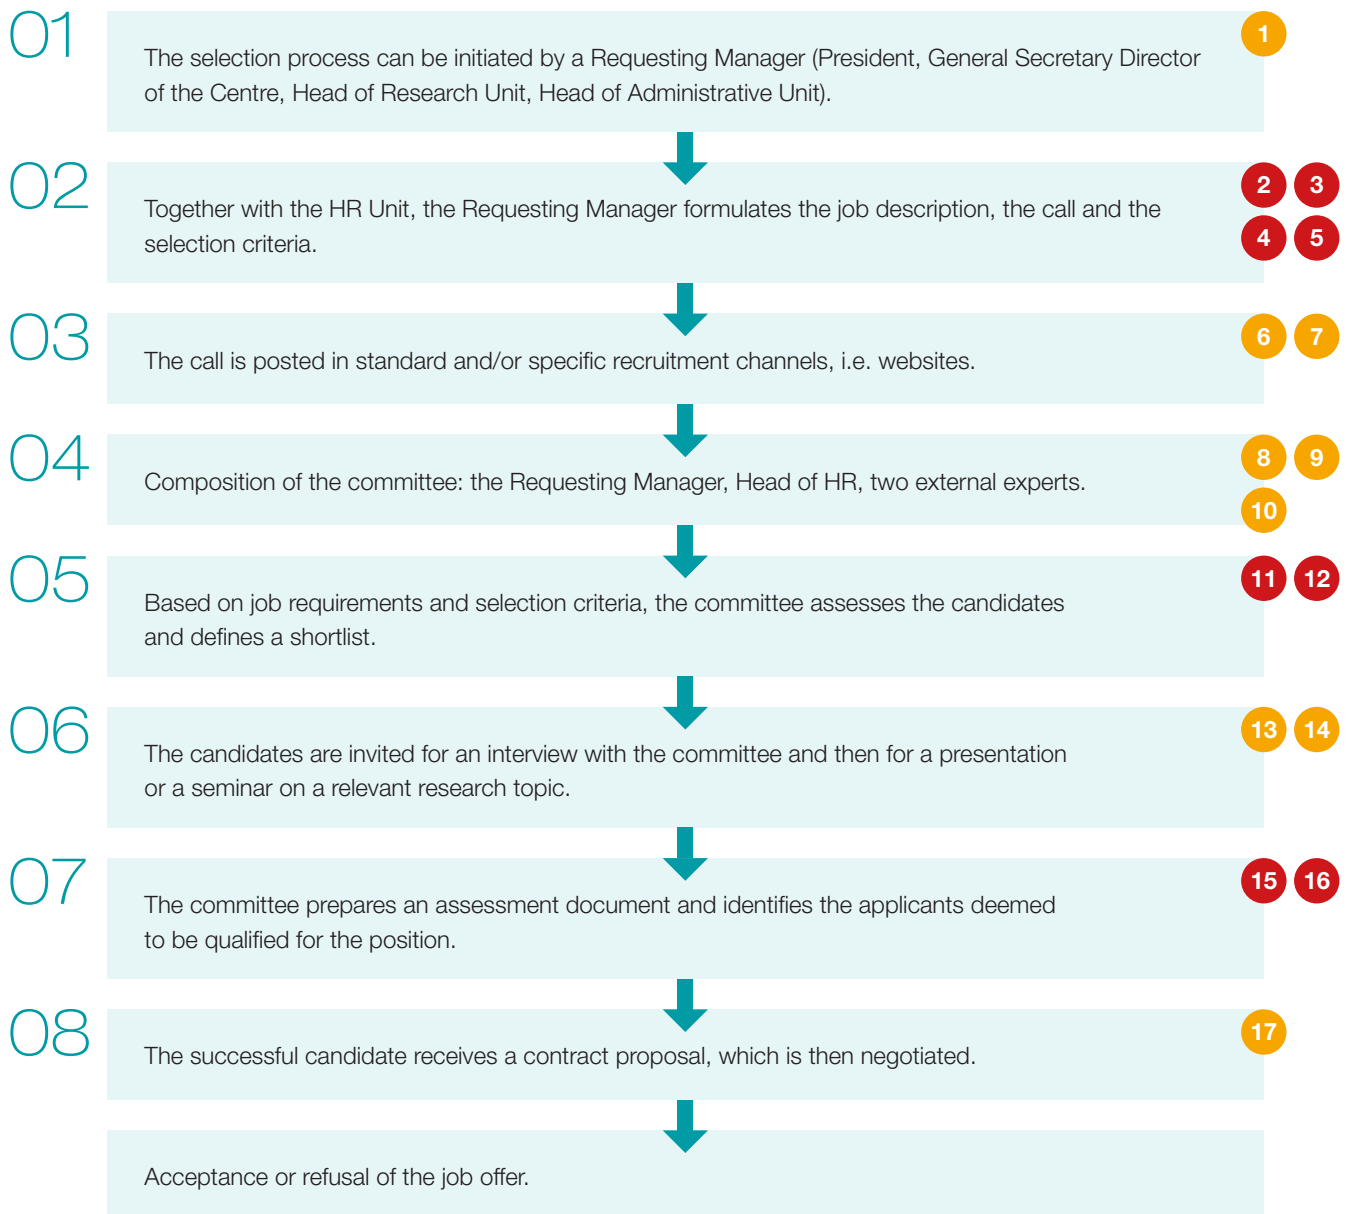 01
1
The selection process can be initiated by a Requesting Manager (President, General Secretary Director
of the Centre, Head of Research Unit, Head of Administrative Unit).
02
2 3
Together with the HR Unit, the Requesting Manager formulates the job description, the call and the
selection criteria.
4 5
03
6 7
The call is posted in standard and/or specific recruitment channels, i.e. websites.
04
8 9
Composition of the committee: the Requesting Manager, Head of HR, two external experts.
10
05
11 12
Based on job requirements and selection criteria, the committee assesses the candidates
and defines a shortlist.
06
13 14
The candidates are invited for an interview with the committee and then for a presentation
or a seminar on a relevant research topic.
07
15 16
The committee prepares an assessment document and identifies the applicants deemed
to be qualified for the position.
08
17
The successful candidate receives a contract proposal, which is then negotiated.
Acceptance or refusal of the job offer.